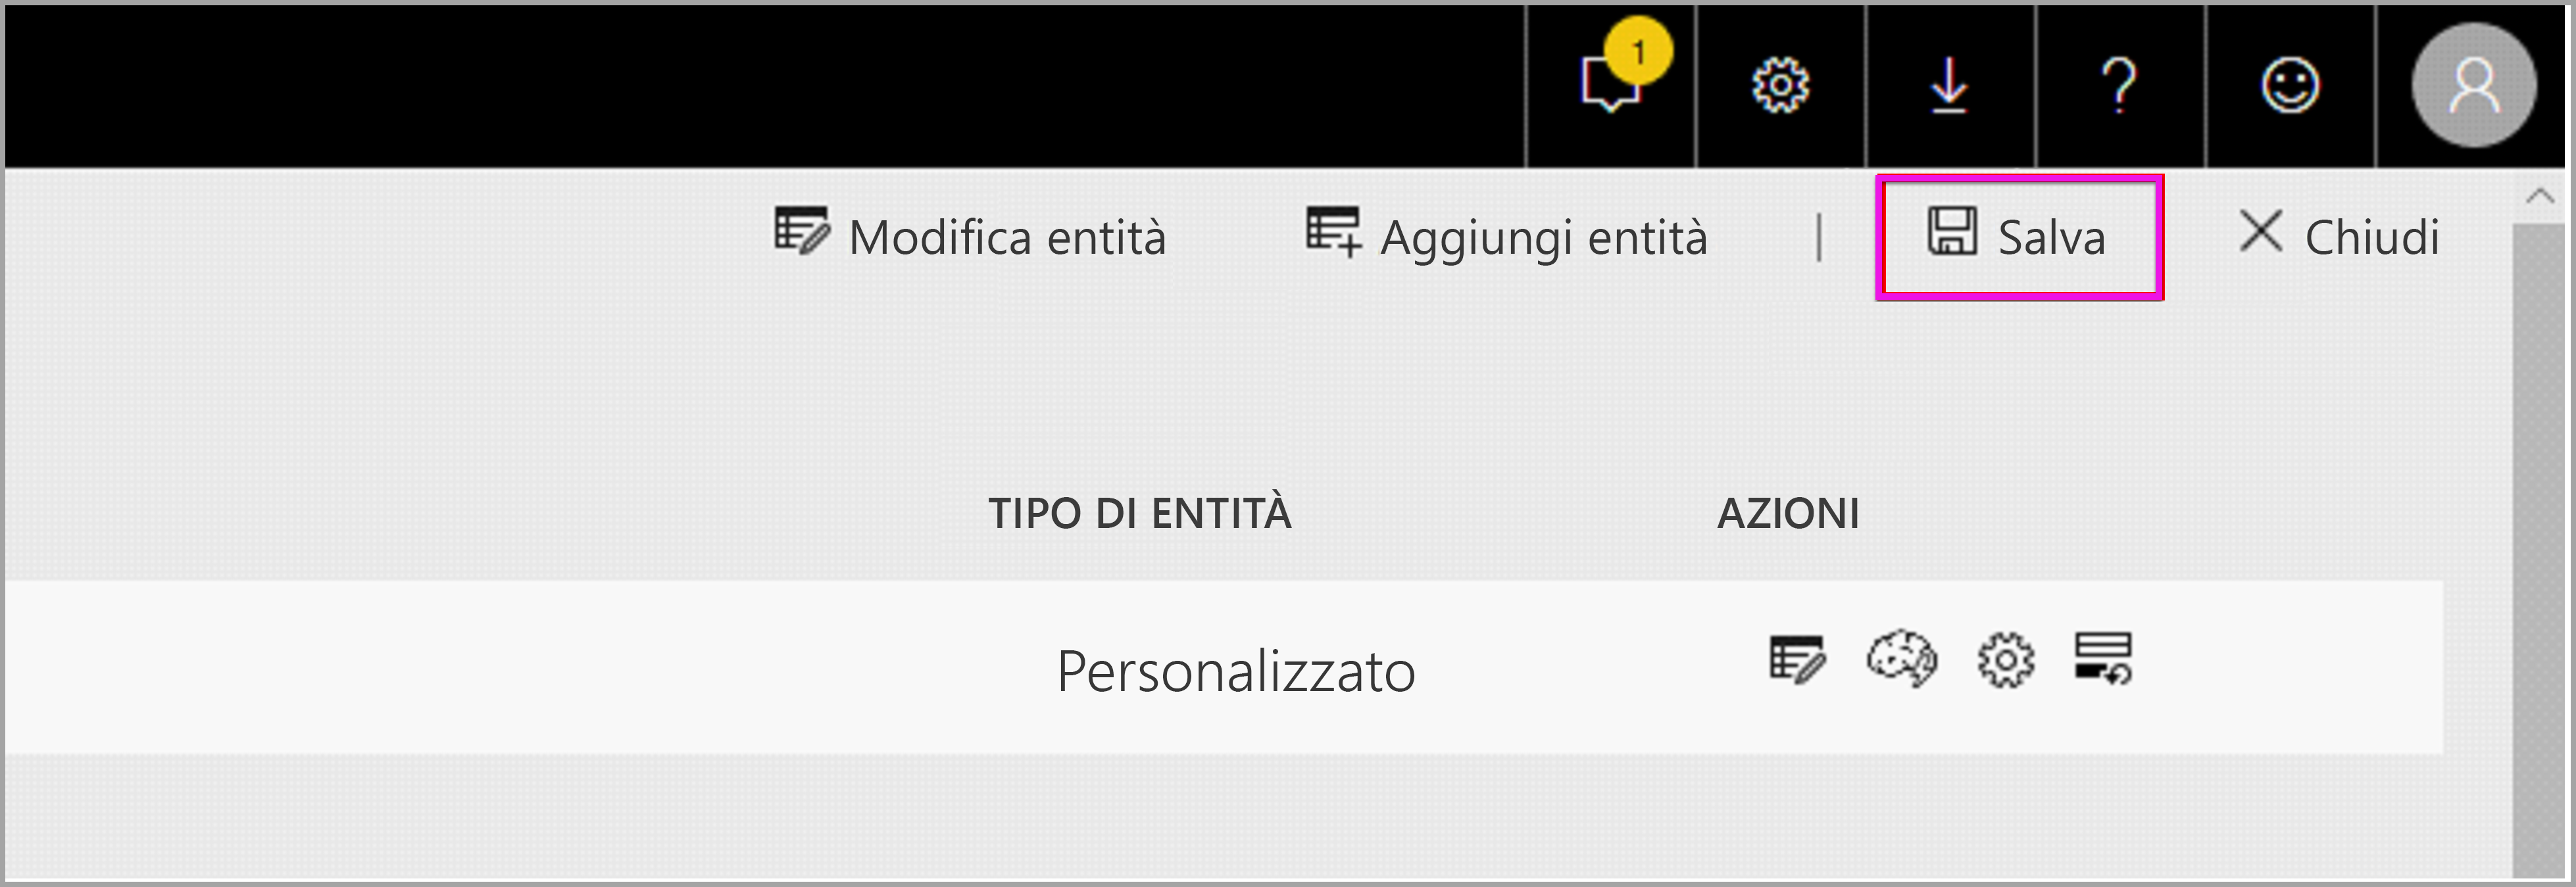 1
Modifica entità Aggiungi entità | Salva Chiudi
TIPO DI ENTITÀ AZIONI
Personalizzato